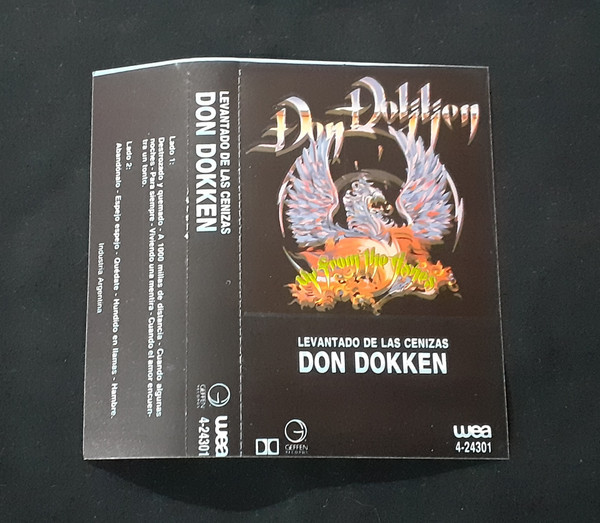 Don Dokken
Up From the Ashes
LEVANTADO DE LAS CENIZAS
DON DOKKEN
GEFFEN
RECORDS
wea
4-24301
LEVANTADO DE LAS CENIZAS
DON DOKKEN
GEFFEN
RECORDS
wea
4-24301
Lado 1:
Destrozado y quemado - A 1000 millas de distancia - Cuando algunas
noches - Para siempre - Viviendo una mentira - Cuando el amor encuen-
tra un tonto.
Lado 2:
Abandónalo - Espejo espejo - Quédate - Hundido en llamas - Hambre.
Industria Argentina